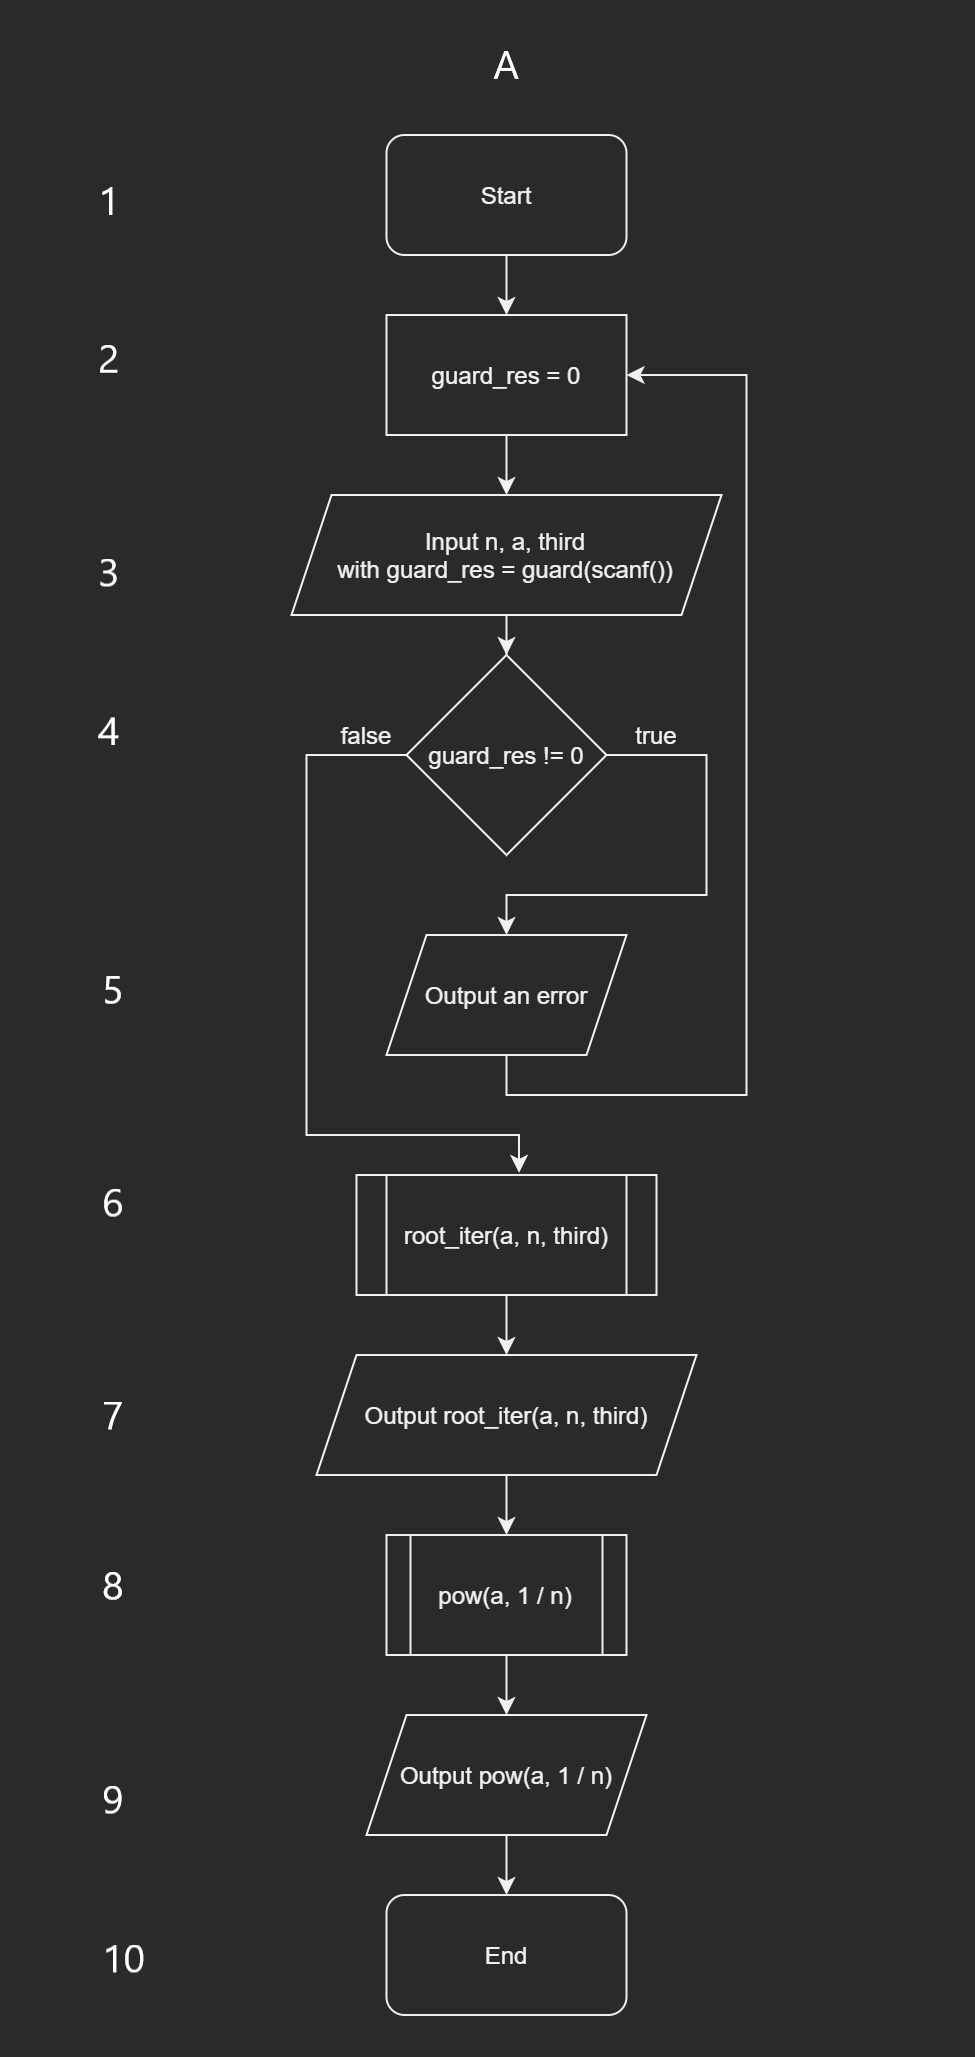 A
1
Start
2
guard_res = 0
3
Input n, a, third
with guard_res = guard(scanf())
4
false
guard_res != 0
true
5
Output an error
6
root_iter(a, n, third)
7
Output root_iter(a, n, third)
8
pow(a, 1 / n)
9
Output pow(a, 1 / n)
10
End